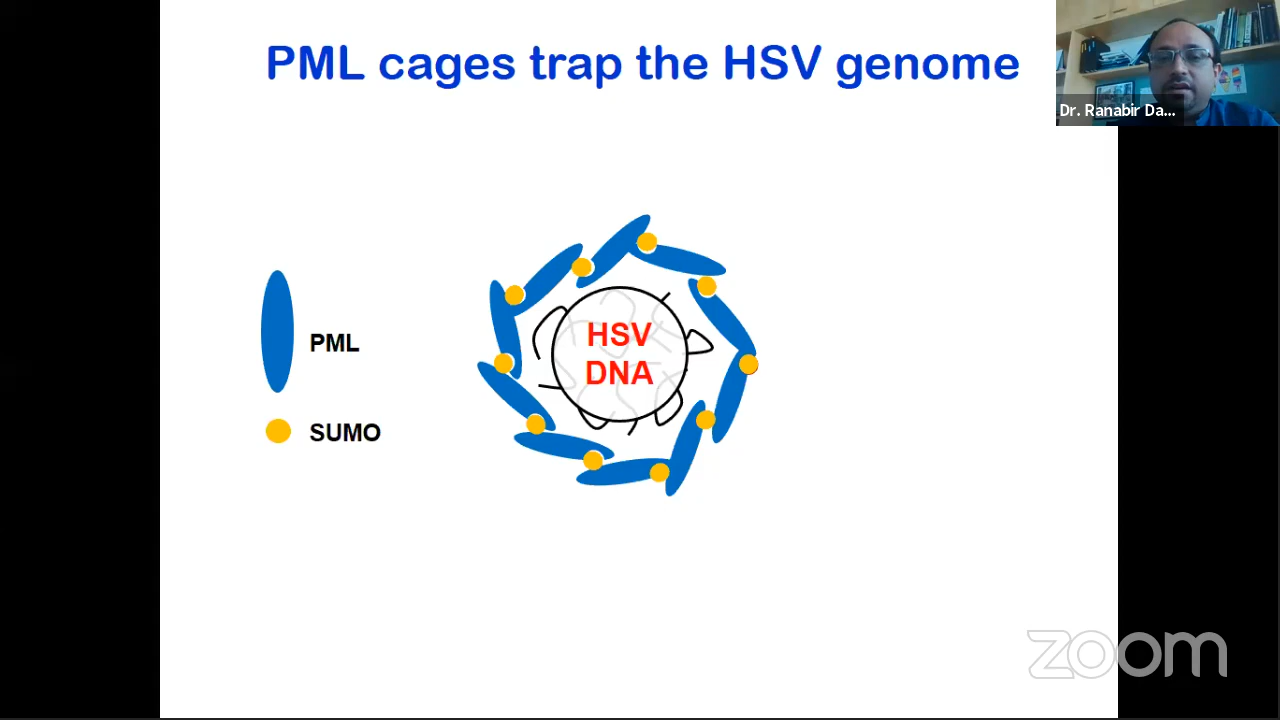 PML cages trap the HSV genome
Dr. Ranabir Da...
HSV
DNA
PML
SUMO
zoom